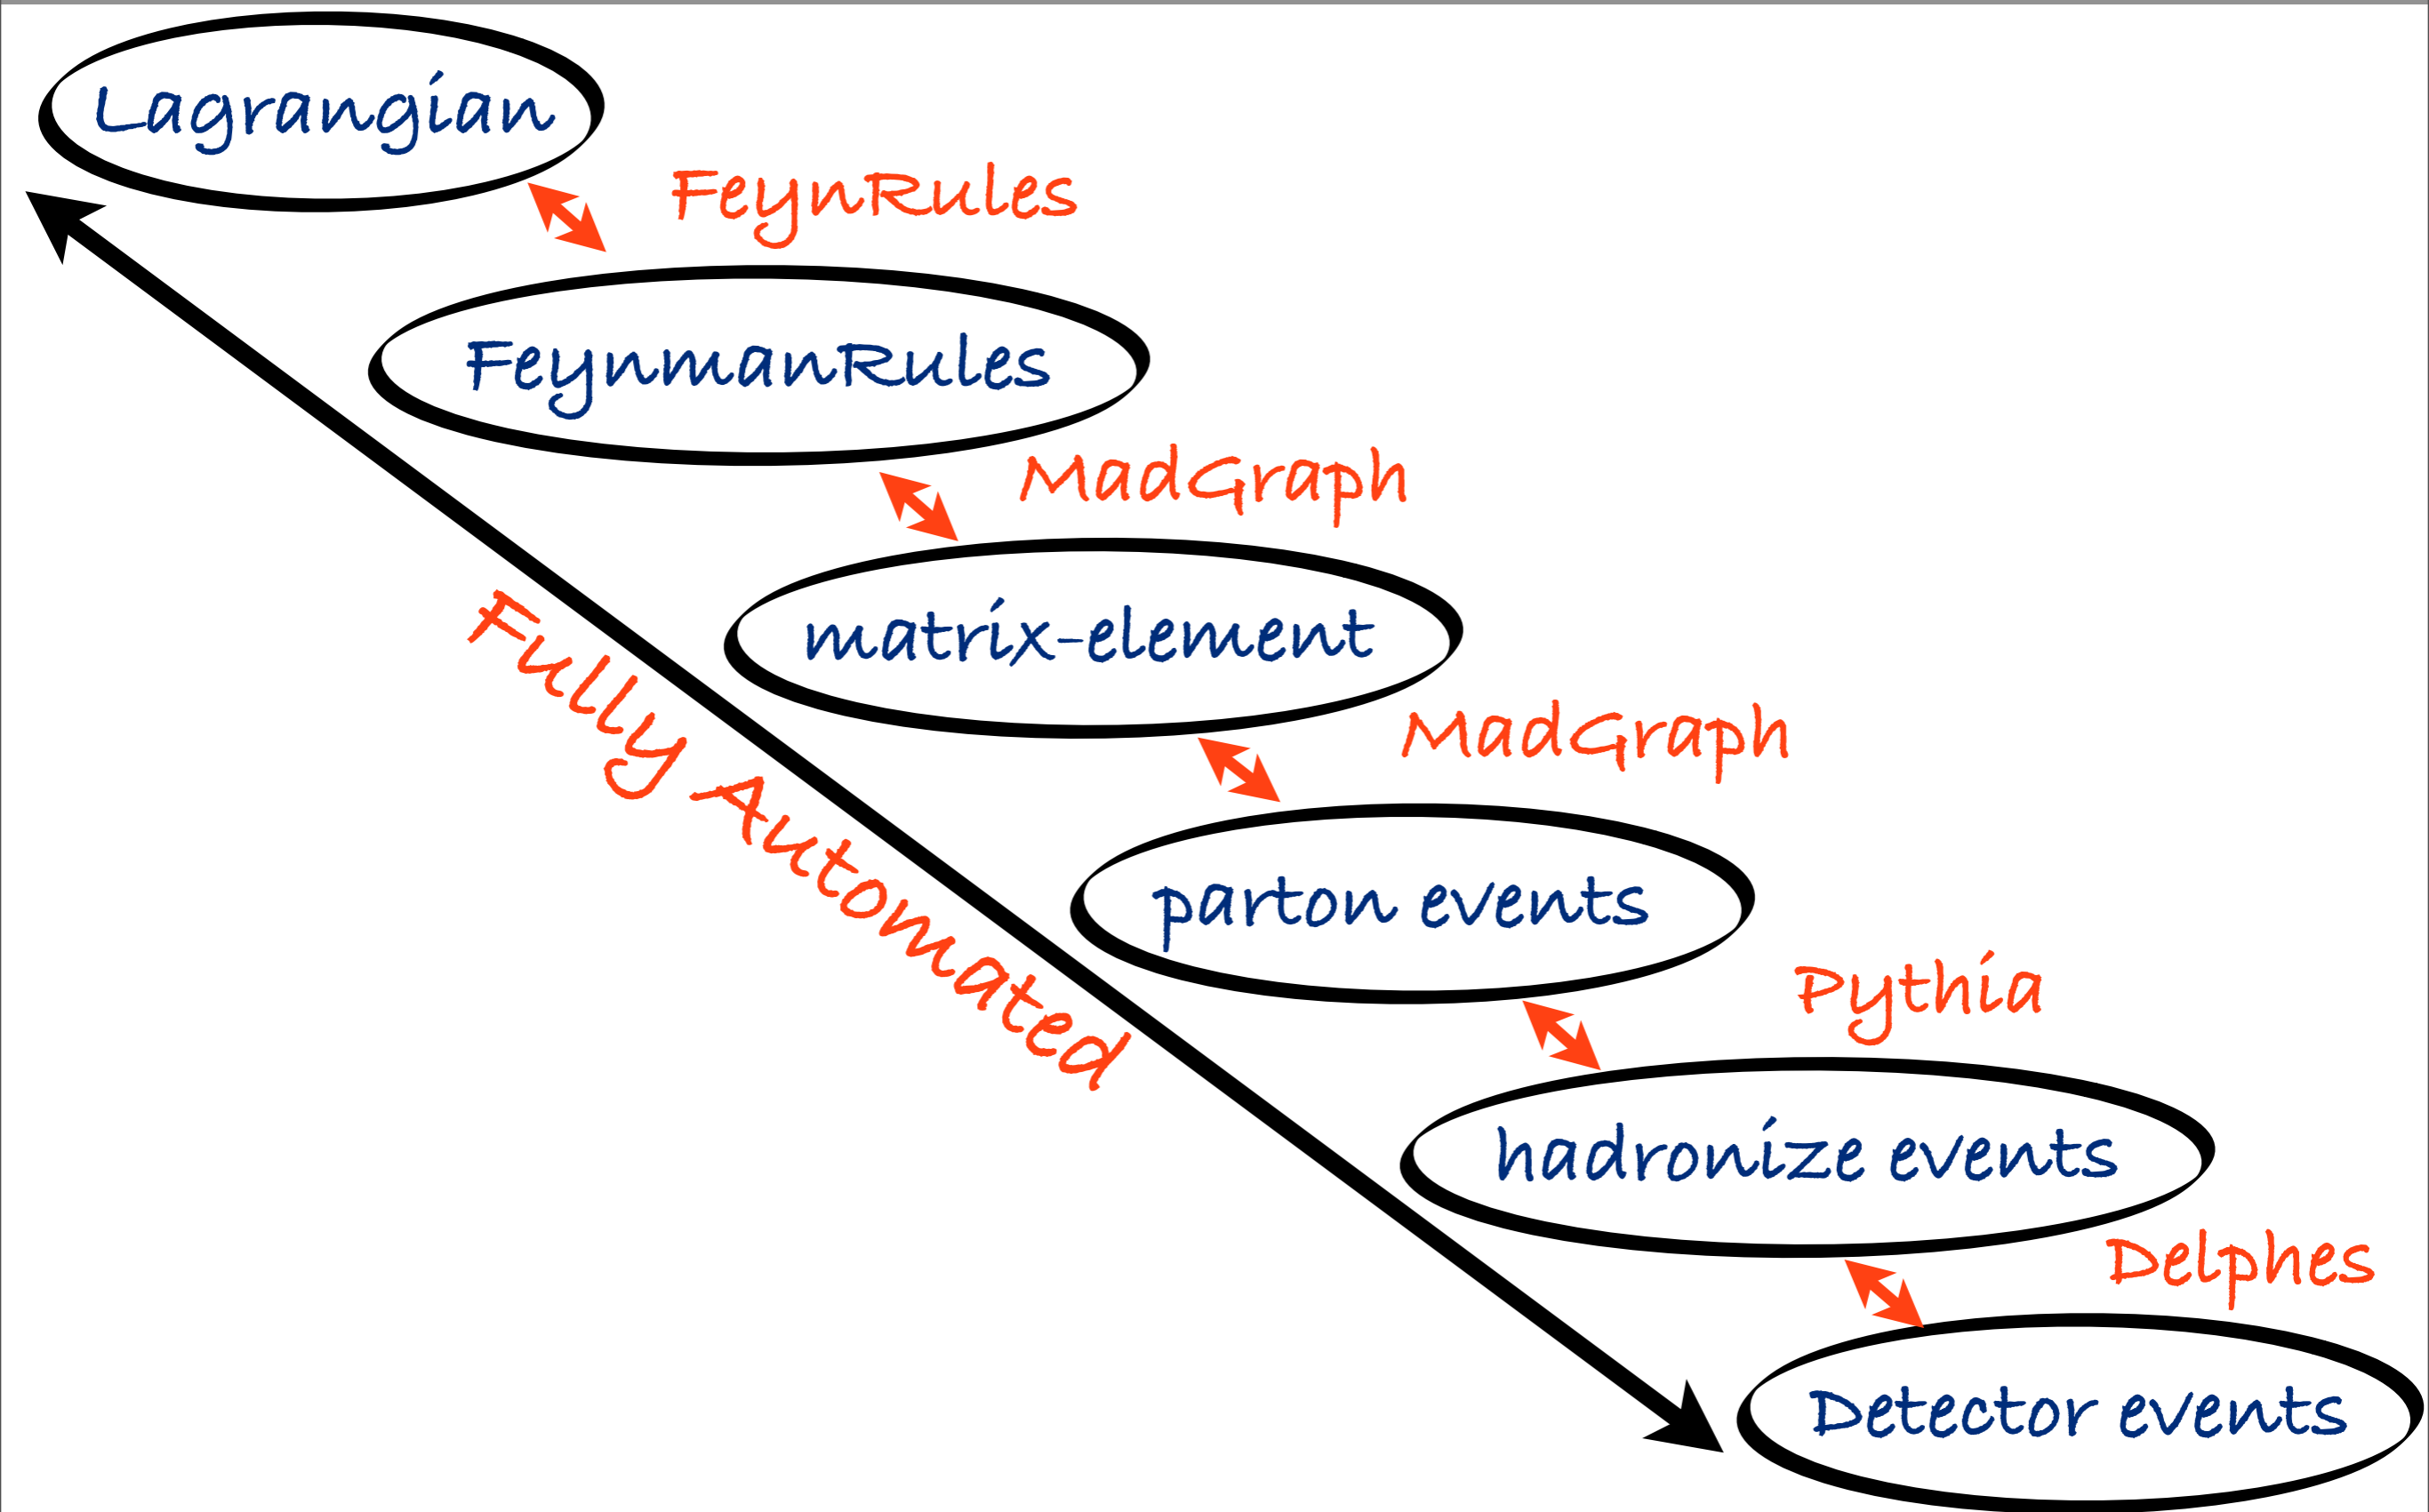 Lagrangian
FeynRules
FeynmanRules
MadGraph
matrix-element
MadGraph
Fully Automated
parton events
Pythia
hadronize events
Delphes
Detector events